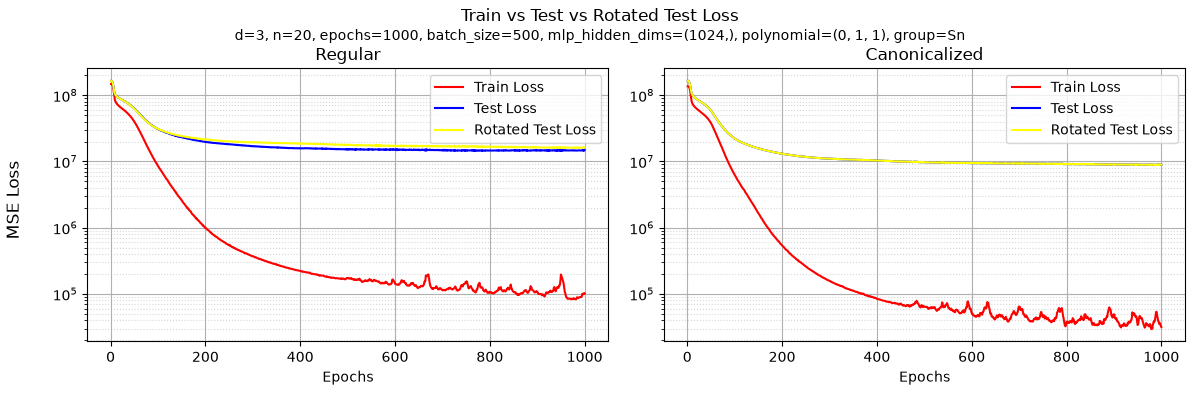 Train vs Test vs Rotated Test Loss
d=3, n=20, epochs=1000, batch_size=500, mlp_hidden_dims=(1024,), polynomial=(0, 1, 1), group=Sn
Regular
Train Loss
Test Loss
Rotated Test Loss
MSE Loss
10⁸
10⁷
10⁶
10⁵
0 200 400 600 800 1000
Epochs
Canonicalized
Train Loss
Test Loss
Rotated Test Loss
10⁸
10⁷
10⁶
10⁵
0 200 400 600 800 1000
Epochs